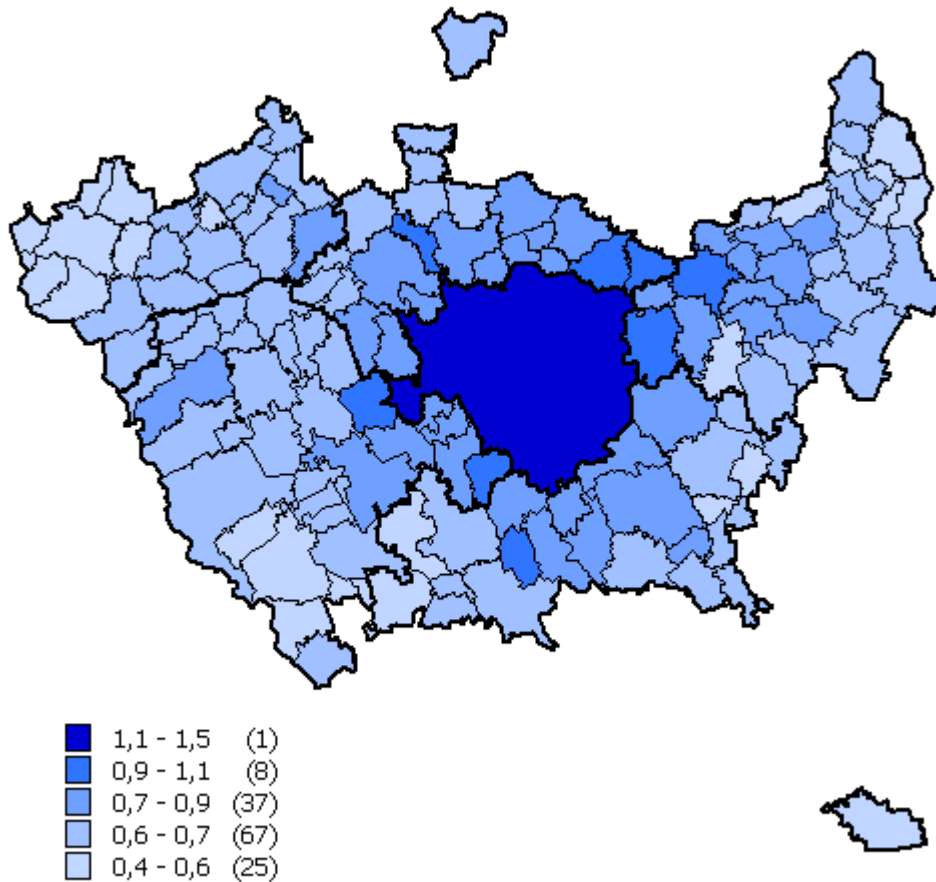 1,1 - 1,5 (1)
0,9 - 1,1 (8)
0,7 - 0,9 (37)
0,6 - 0,7 (67)
0,4 - 0,6 (25)